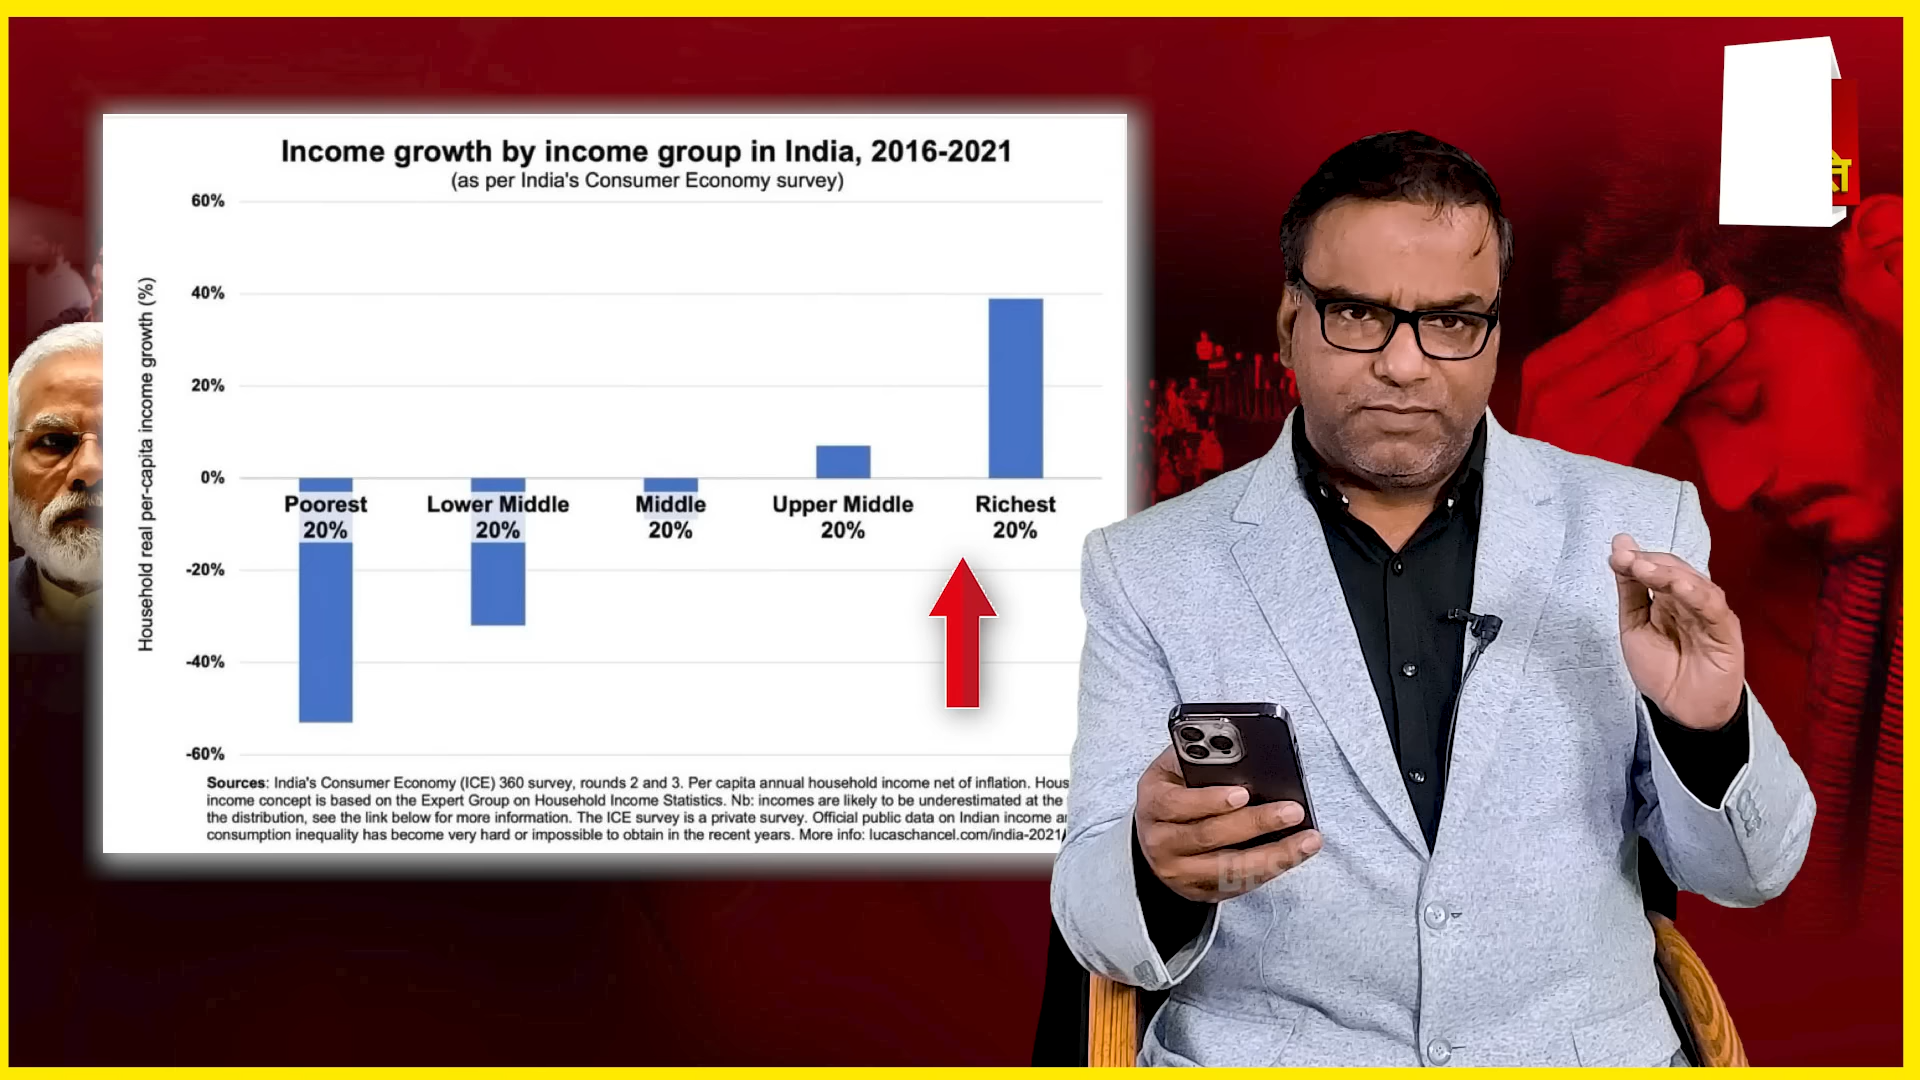 Income growth by income group in India, 2016-2021
(as per India's Consumer Economy survey)
Household real per-capita income growth (%)
60%
40%
20%
0%
-20%
-40%
-60%
Poorest
20%
Lower Middle
20%
Middle
20%
Upper Middle
20%
Richest
20%
Sources: India's Consumer Economy (ICE) 360 survey, rounds 2 and 3. Per capita annual household income net of inflation.
income concept is based on the Expert Group on Household Income Statistics. Nb: incomes are likely to be underestimated at the
the distribution, see the link below for more information. The ICE survey is a private survey. Official public data on Indian income
consumption inequality has become very hard or impossible to obtain in the recent years. More info: lucaschancel.com/india-2021/